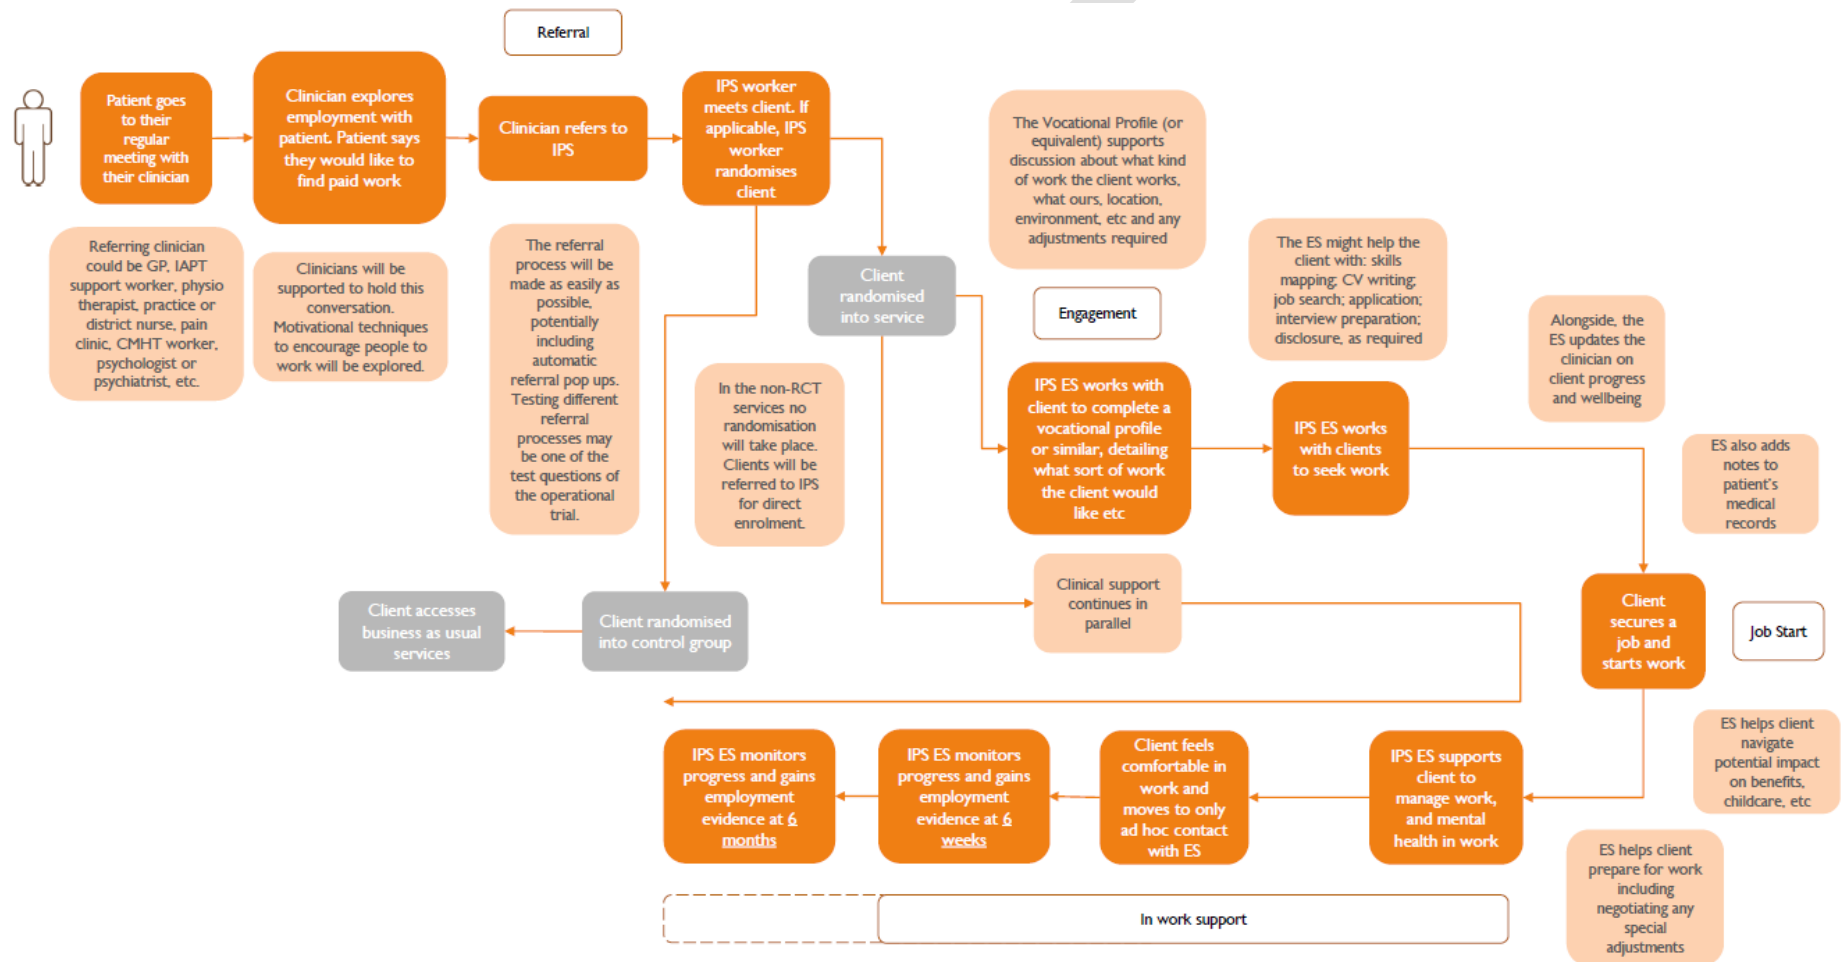 Referral
Patient goes
to their
regular
meeting with
their clinician
Clinician explores
employment with
patient. Patient says
they would like to
find paid work
Clinician refers to
IPS
IPS worker
meets client. If
applicable, IPS
worker
randomises
client
Referring clinician
could be GP, IAPT
support worker, physio
therapist, practice or
district nurse, pain
clinic, CMHT worker,
psychologist or
psychiatrist, etc.
Clinicians will be
supported to hold this
conversation.
Motivational techniques
to encourage people to
work will be explored.
The referral
process will be
made as easily as
possible,
potentially
including
automatic
referral pop ups.
Testing different
referral
processes may
be one of the
test questions of
the operational
trial.
In the non-RCT
services no
randomisation
will take place.
Clients will be
referred to IPS
for direct
enrolment.
Client
randomised
into service
Client randomised
into control group
Client accesses
business as usual
services
The Vocational Profile (or
equivalent) supports
discussion about what kind
of work the client works,
what ours, location,
environment, etc and any
adjustments required
Engagement
IPS ES works with
client to complete a
vocational profile
or similar, detailing
what sort of work
the client would
like etc
The ES might help the
client with: skills
mapping; CV writing;
job search; application;
interview preparation;
disclosure, as required
IPS ES works
with clients
to seek work
Clinical support
continues in
parallel
Alongside, the
ES updates the
clinician on
client progress
and wellbeing
ES also adds
notes to
patient's
medical
records
Client
secures a
job and
starts work
Job Start
ES helps client
navigate
potential impact
on benefits,
childcare, etc
ES helps client
prepare for work
including
negotiating any
special
adjustments
IPS ES supports
client to
manage work,
and mental
health in work
Client feels
comfortable in
work and
moves to only
ad hoc contact
with ES
IPS ES monitors
progress and gains
employment
evidence at 6
weeks
IPS ES monitors
progress and gains
employment
evidence at 6
months
In work support